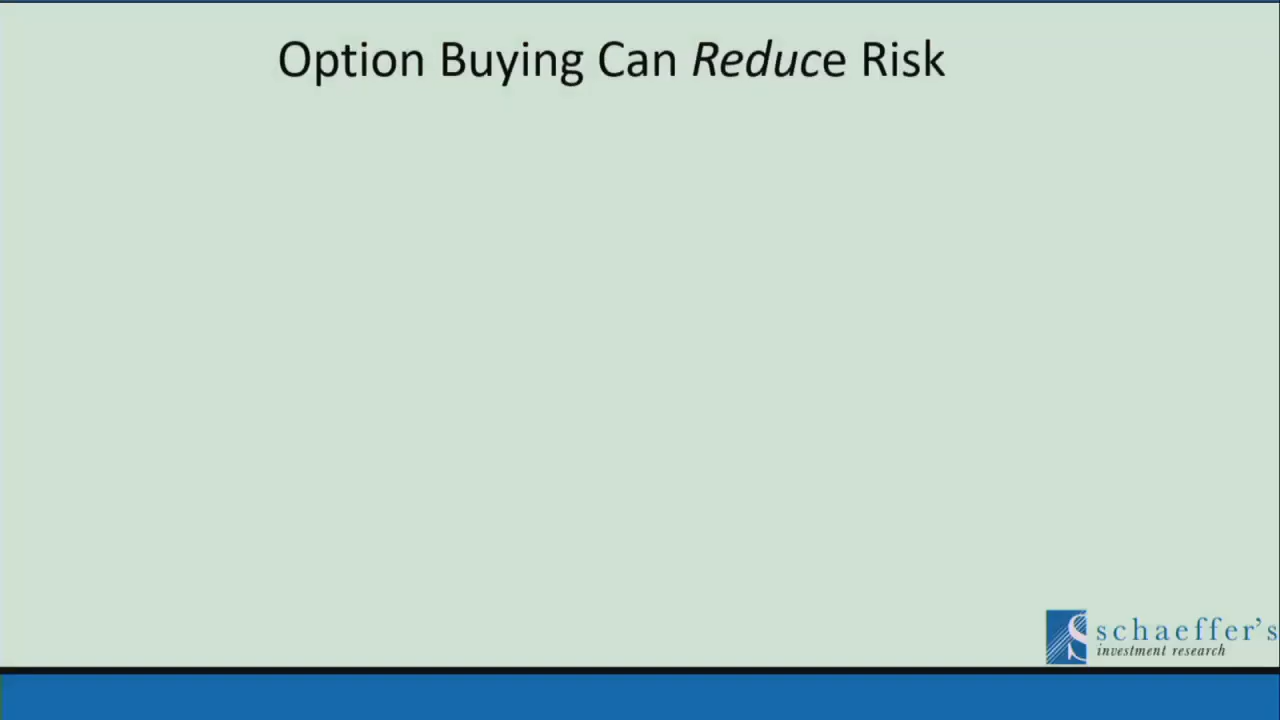 Option Buying Can Reduce Risk
schaeffer's
investment research